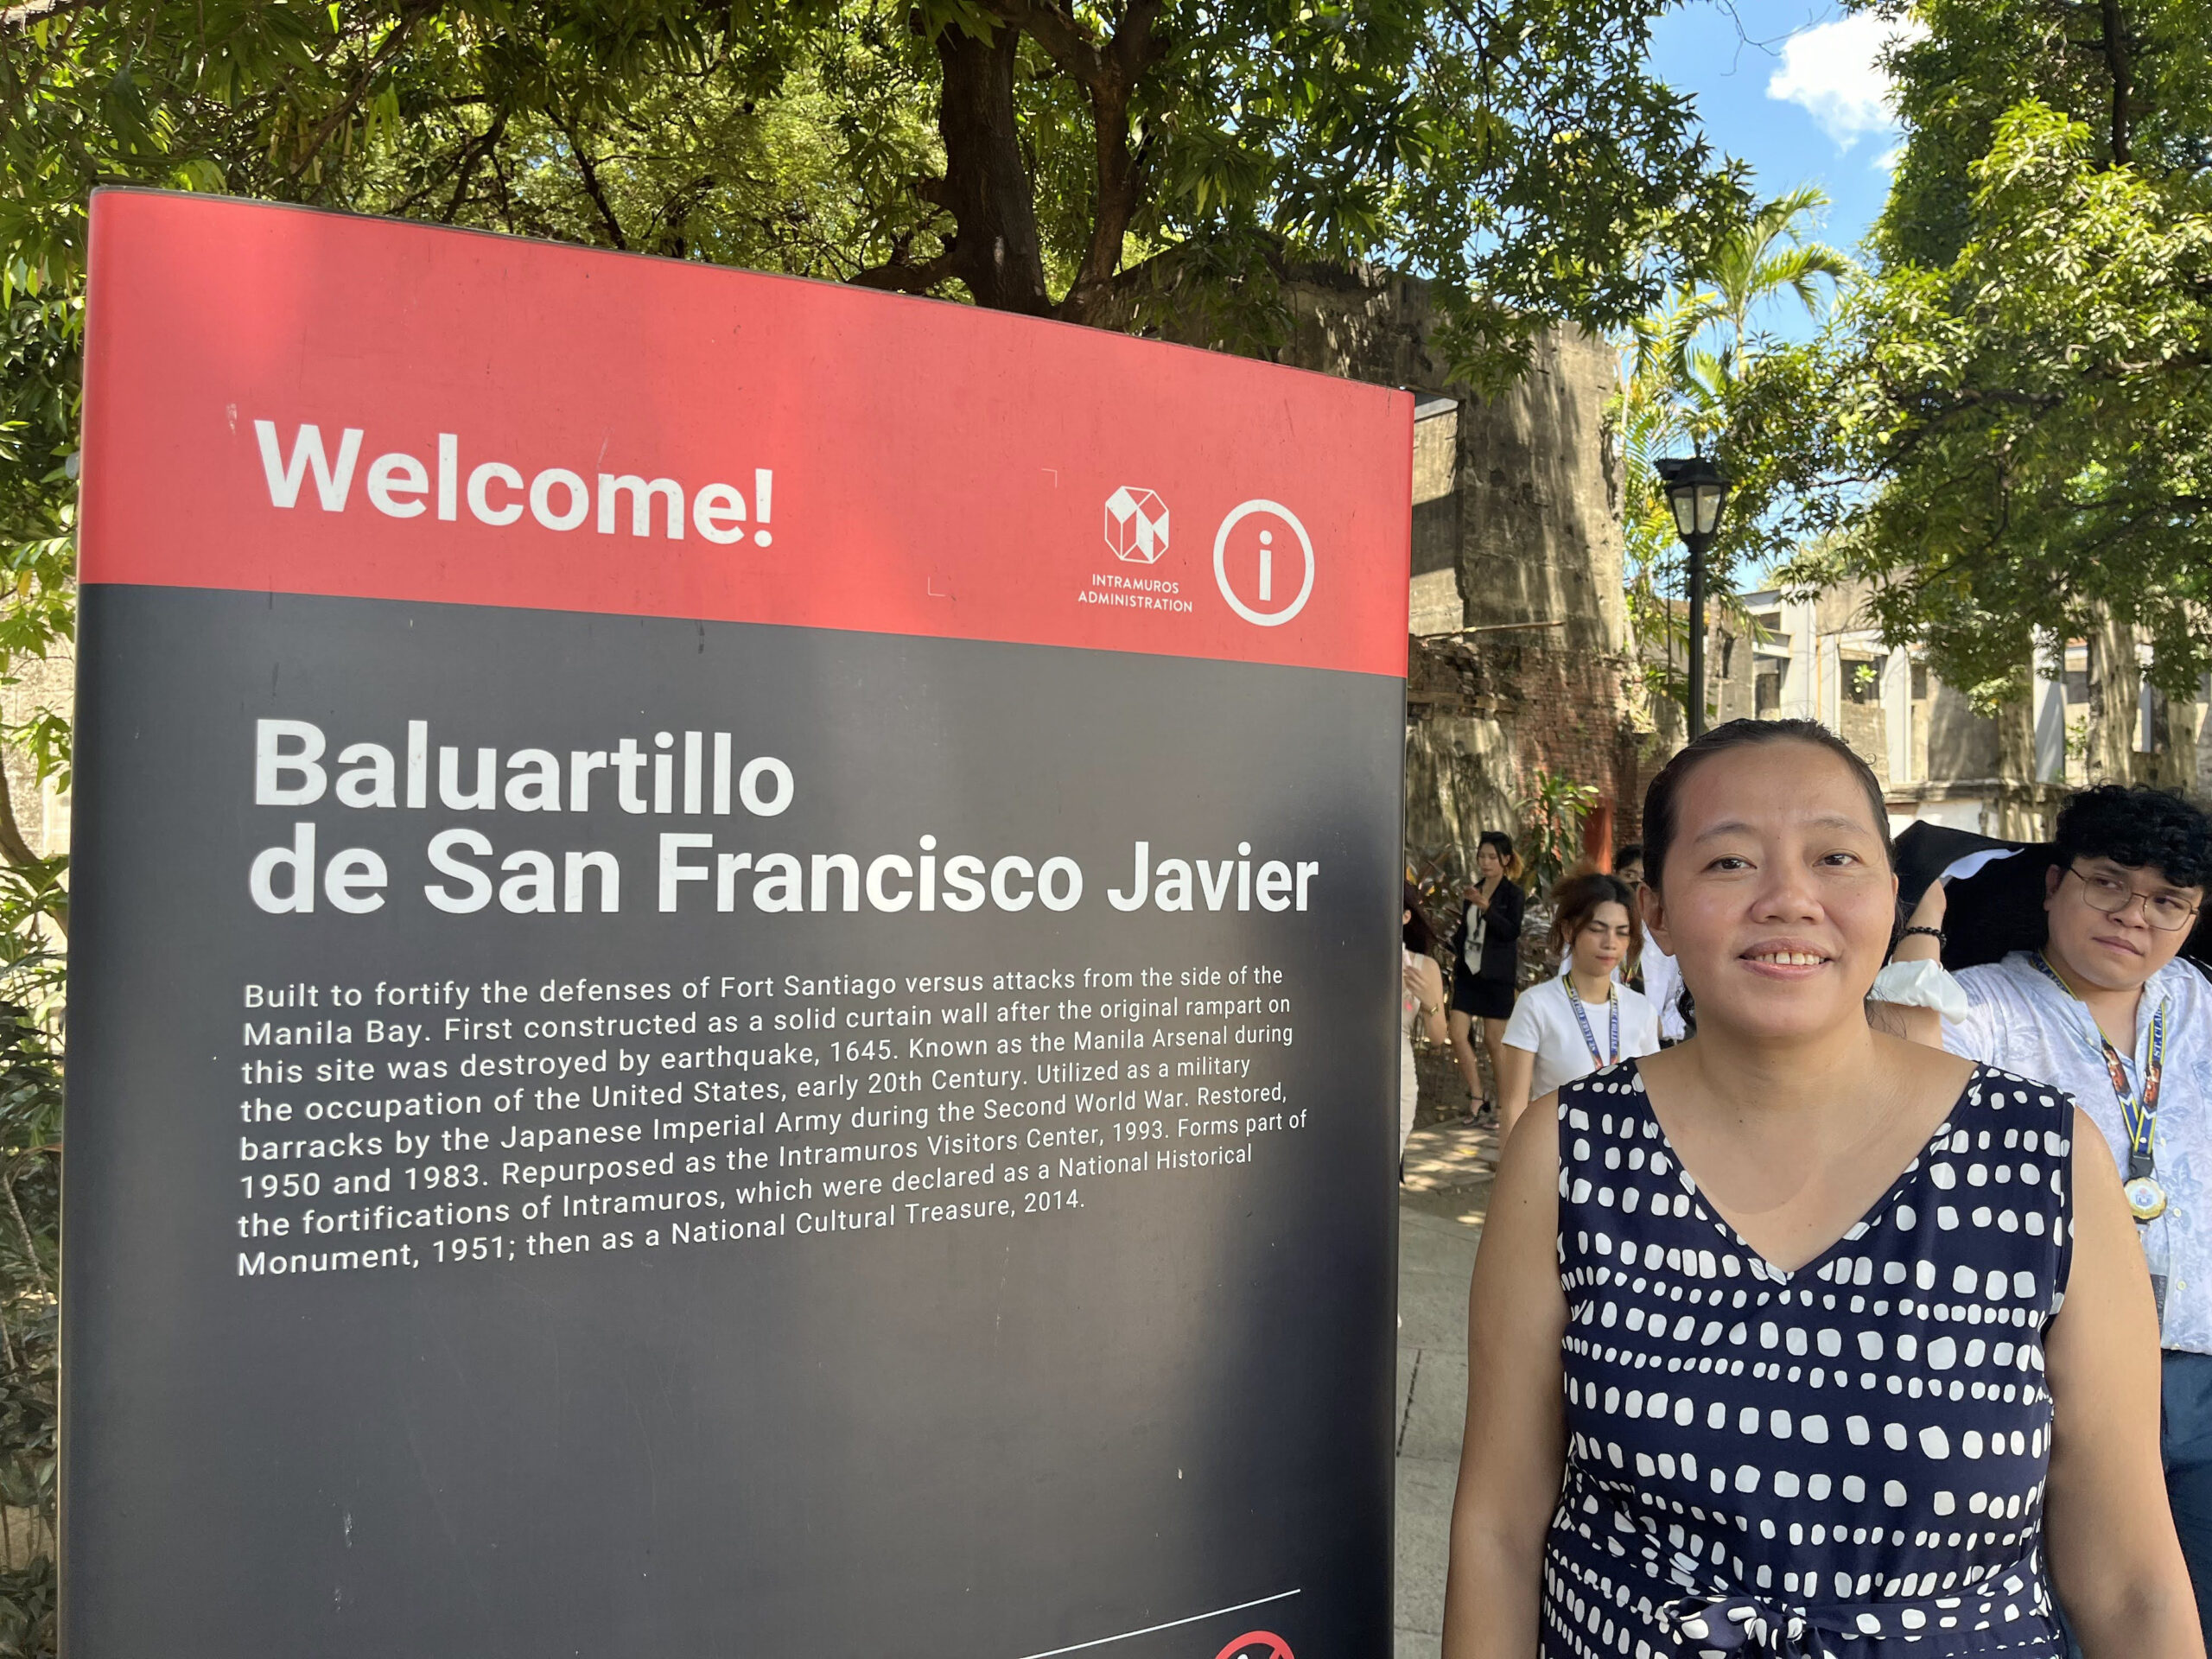 Welcome!
INTRAMUROS
ADMINISTRATION
i
Baluartillo
de San Francisco Javier
Built to fortify the defenses of Fort Santiago versus attacks from the side of the
Manila Bay. First constructed as a solid curtain wall after the original rampart on
this site was destroyed by earthquake, 1645. Known as the Manila Arsenal during
the occupation of the United States, early 20th Century. Utilized as a military
barracks by the Japanese Imperial Army during the Second World War. Restored,
1950 and 1983. Repurposed as the Intramuros Visitors Center, 1993. Forms part of
the fortifications of Intramuros, which were declared as a National Historical
Monument, 1951; then as a National Cultural Treasure, 2014.